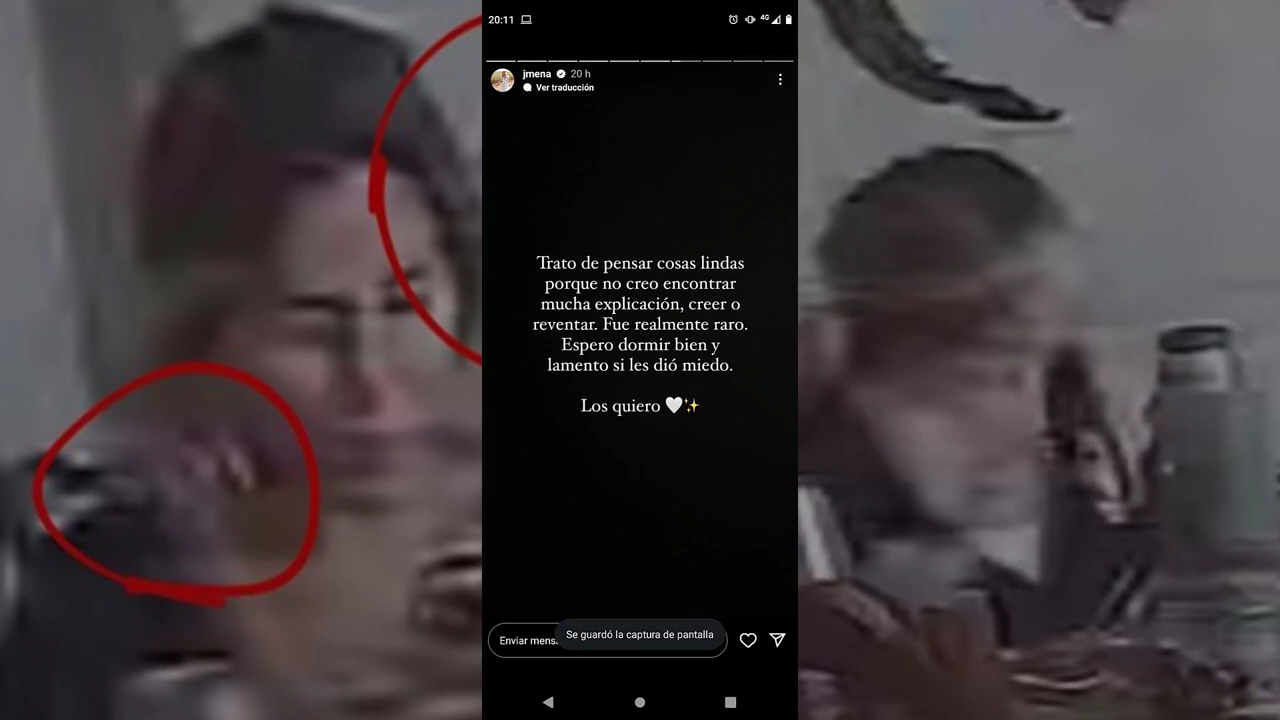 20:11
4G
jmena 20 h
Ver traducción
Trato de pensar cosas lindas
porque no creo encontrar
mucha explicación, creer o
reventar. Fue realmente raro.
Espero dormir bien y
lamento si les dió miedo.
Los quiero 🤍✨
Enviar mens
Se guardó la captura de pantalla